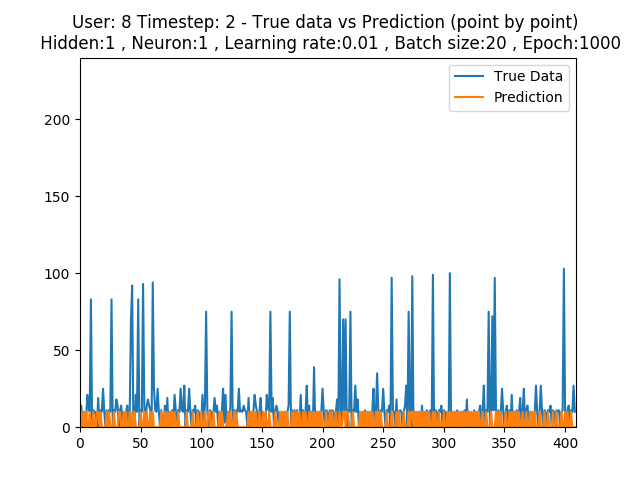 User: 8 Timestep: 2 - True data vs Prediction (point by point)
Hidden:1 , Neuron:1 , Learning rate:0.01 , Batch size:20 , Epoch:1000
True Data
Prediction
200
150
100
50
0
0 50 100 150 200 250 300 350 400